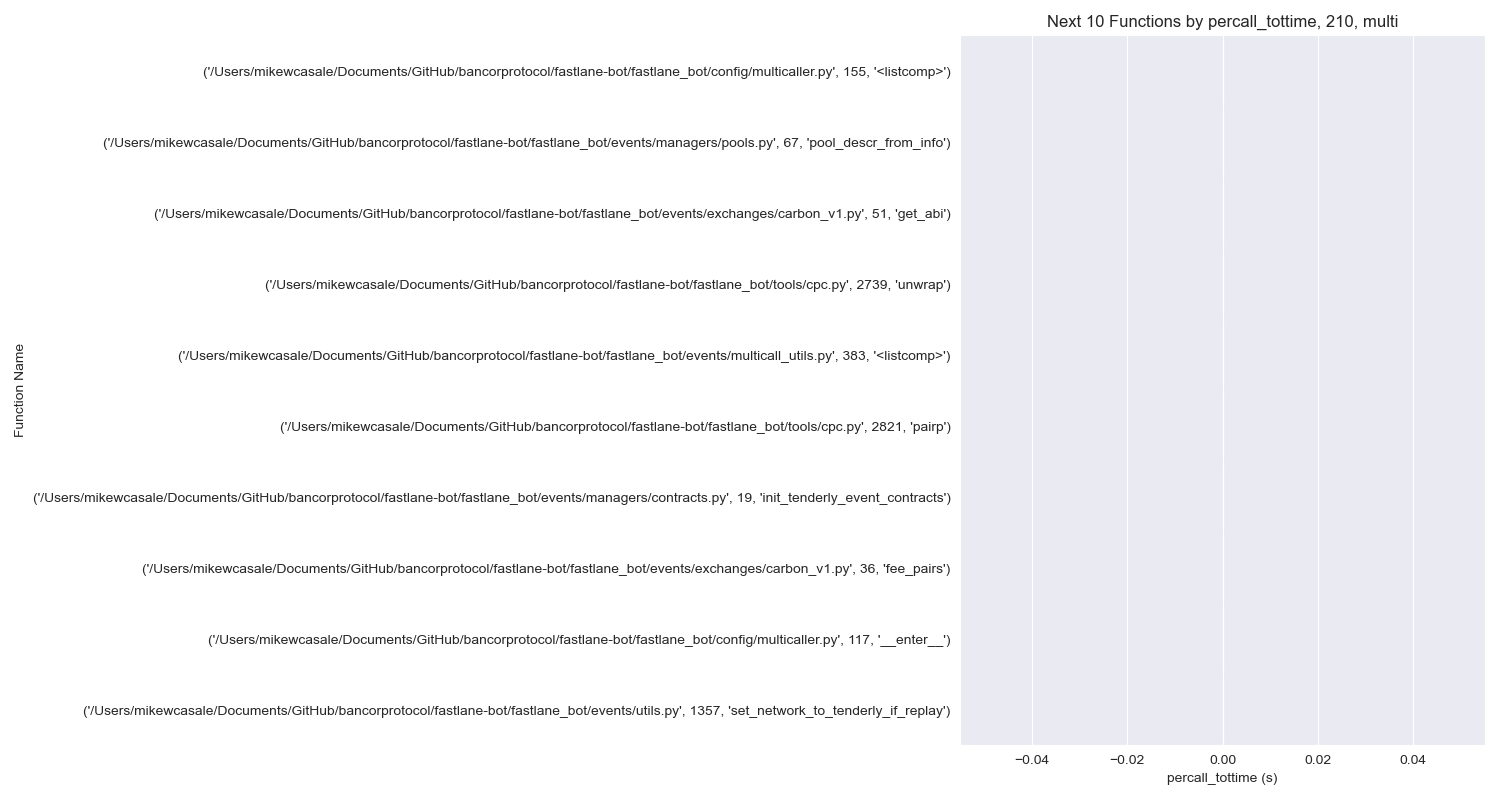 Next 10 Functions by percall_tottime, 210, multi
('/Users/mikewcasale/Documents/GitHub/bancorprotocol/fastlane-bot/fastlane_bot/config/multicaller.py', 155, '<listcomp>')
('/Users/mikewcasale/Documents/GitHub/bancorprotocol/fastlane-bot/fastlane_bot/events/managers/pools.py', 67, 'pool_descr_from_info')
('/Users/mikewcasale/Documents/GitHub/bancorprotocol/fastlane-bot/fastlane_bot/events/exchanges/carbon_v1.py', 51, 'get_abi')
('/Users/mikewcasale/Documents/GitHub/bancorprotocol/fastlane-bot/fastlane_bot/tools/cpc.py', 2739, 'unwrap')
('/Users/mikewcasale/Documents/GitHub/bancorprotocol/fastlane-bot/fastlane_bot/events/multicall_utils.py', 383, '<listcomp>')
('/Users/mikewcasale/Documents/GitHub/bancorprotocol/fastlane-bot/fastlane_bot/tools/cpc.py', 2821, 'pairp')
('/Users/mikewcasale/Documents/GitHub/bancorprotocol/fastlane-bot/fastlane_bot/events/managers/contracts.py', 19, 'init_tenderly_event_contracts')
('/Users/mikewcasale/Documents/GitHub/bancorprotocol/fastlane-bot/fastlane_bot/events/exchanges/carbon_v1.py', 36, 'fee_pairs')
('/Users/mikewcasale/Documents/GitHub/bancorprotocol/fastlane-bot/fastlane_bot/config/multicaller.py', 117, '__enter__')
('/Users/mikewcasale/Documents/GitHub/bancorprotocol/fastlane-bot/fastlane_bot/events/utils.py', 1357, 'set_network_to_tenderly_if_replay')
Function Name
−0.04 −0.02 0.00 0.02 0.04
percall_tottime (s)